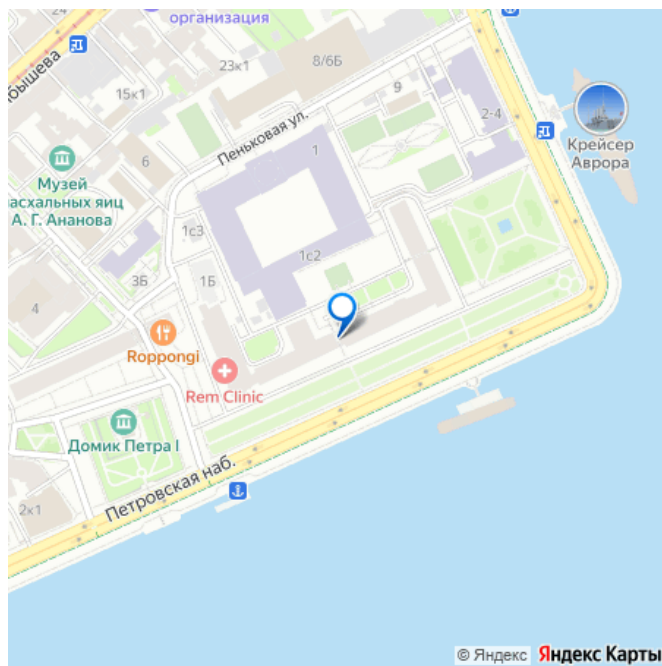 организация
24
8/6Б
23к1
15к1
9
2-4
Пеньковая ул.
Крейсер
Аврора
1
6
Музей
пасхальных яиц
А. Г. Ананова
1с3
1с2
3Б
1Б
4
Roppongi
Rem Clinic
Домик Петра I
Петровская наб.
2к1
© Яндекс Яндекс Карты